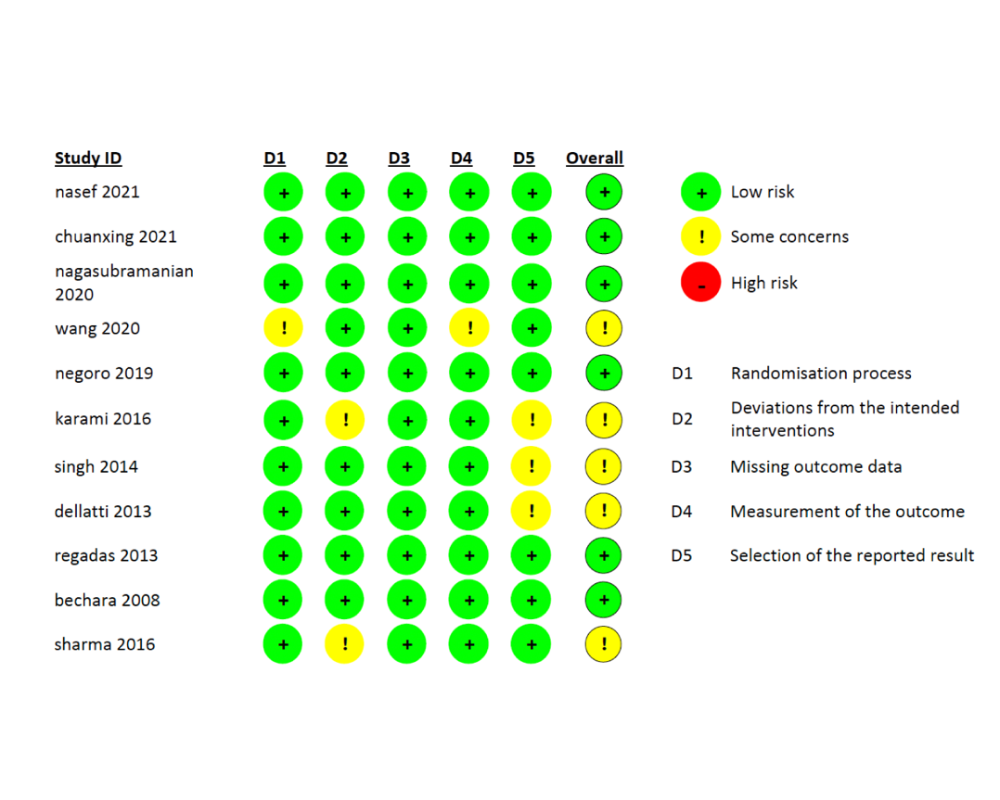 Study ID D1 D2 D3 D4 D5 Overall
nasef 2021 + + + + + + + Low risk
chuanxing 2021 + + + + + + ! Some concerns
nagasubramanian
2020 + + + + + + - High risk
wang 2020 ! + + ! + !
negoro 2019 + + + + + + D1 Randomisation process
karami 2016 + ! + + ! ! D2 Deviations from the intended
interventions
singh 2014 + + + + ! ! D3 Missing outcome data
dellatti 2013 + + + + ! ! D4 Measurement of the outcome
regadas 2013 + + + + + + D5 Selection of the reported result
bechara 2008 + + + + + +
sharma 2016 + ! + + + !